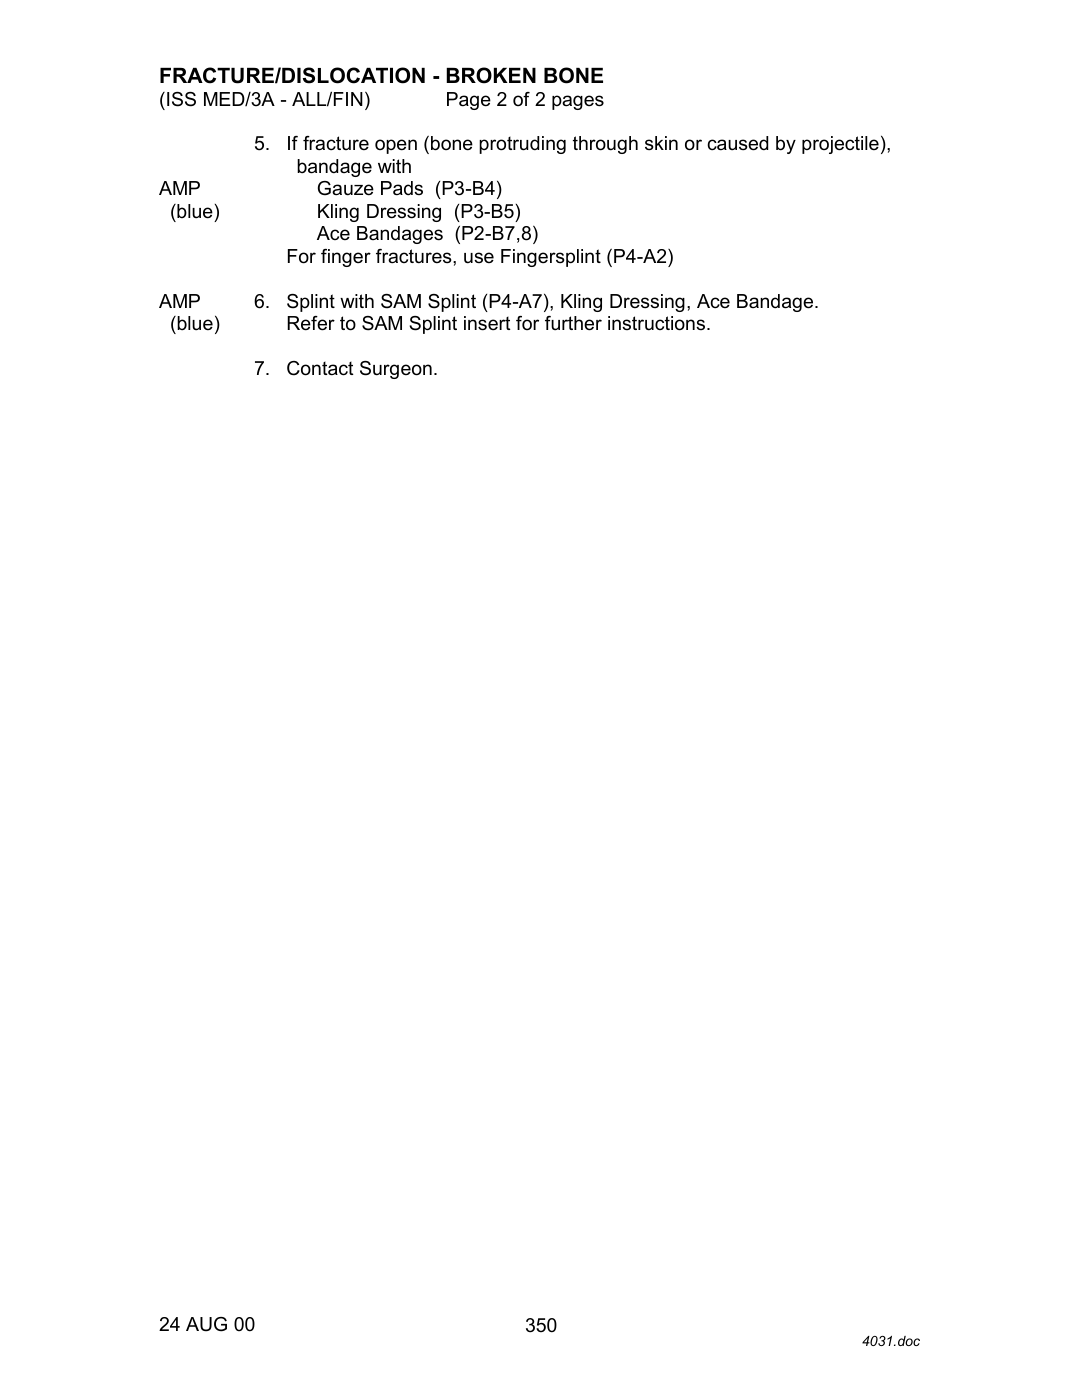 FRACTURE/DISLOCATION - BROKEN BONE
(ISS MED/3A - ALL/FIN) Page 2 of 2 pages
5. If fracture open (bone protruding through skin or caused by projectile),
bandage with
AMP Gauze Pads (P3-B4)
(blue) Kling Dressing (P3-B5)
Ace Bandages (P2-B7,8)
For finger fractures, use Fingersplint (P4-A2)
AMP 6. Splint with SAM Splint (P4-A7), Kling Dressing, Ace Bandage.
(blue) Refer to SAM Splint insert for further instructions.
7. Contact Surgeon.
24 AUG 00 350
4031.doc